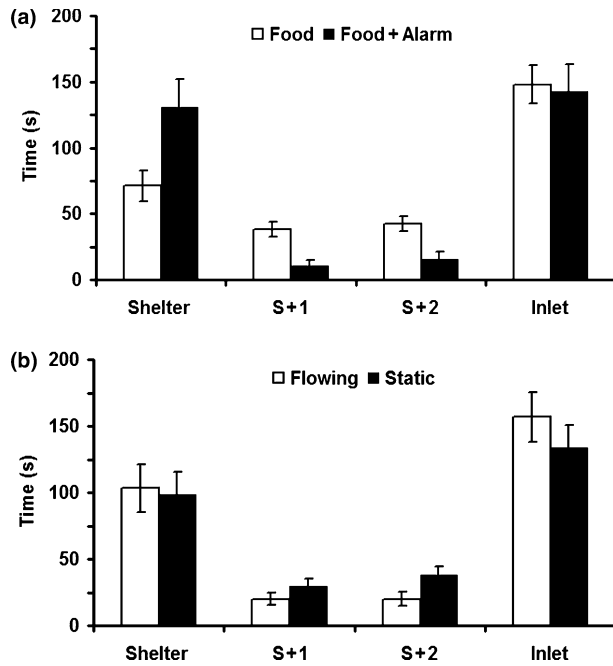 (a)
Food Food + Alarm
Time (s)
200
150
100
50
0
Shelter S+1 S+2 Inlet
(b)
Flowing Static
Time (s)
200
150
100
50
0
Shelter S+1 S+2 Inlet